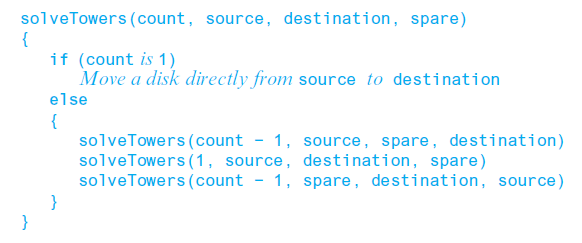 solveTowers(count, source, destination, spare)
{
if (count is 1)
Move a disk directly from source to destination
else
{
solveTowers(count − 1, source, spare, destination)
solveTowers(1, source, destination, spare)
solveTowers(count − 1, spare, destination, source)
}
}